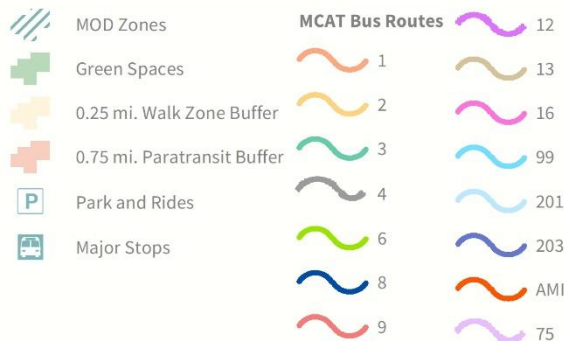 MOD Zones
Green Spaces
0.25 mi. Walk Zone Buffer
0.75 mi. Paratransit Buffer
P
Park and Rides
Major Stops
MCAT Bus Routes
1
2
3
4
6
8
9
12
13
16
99
201
203
AMI
75